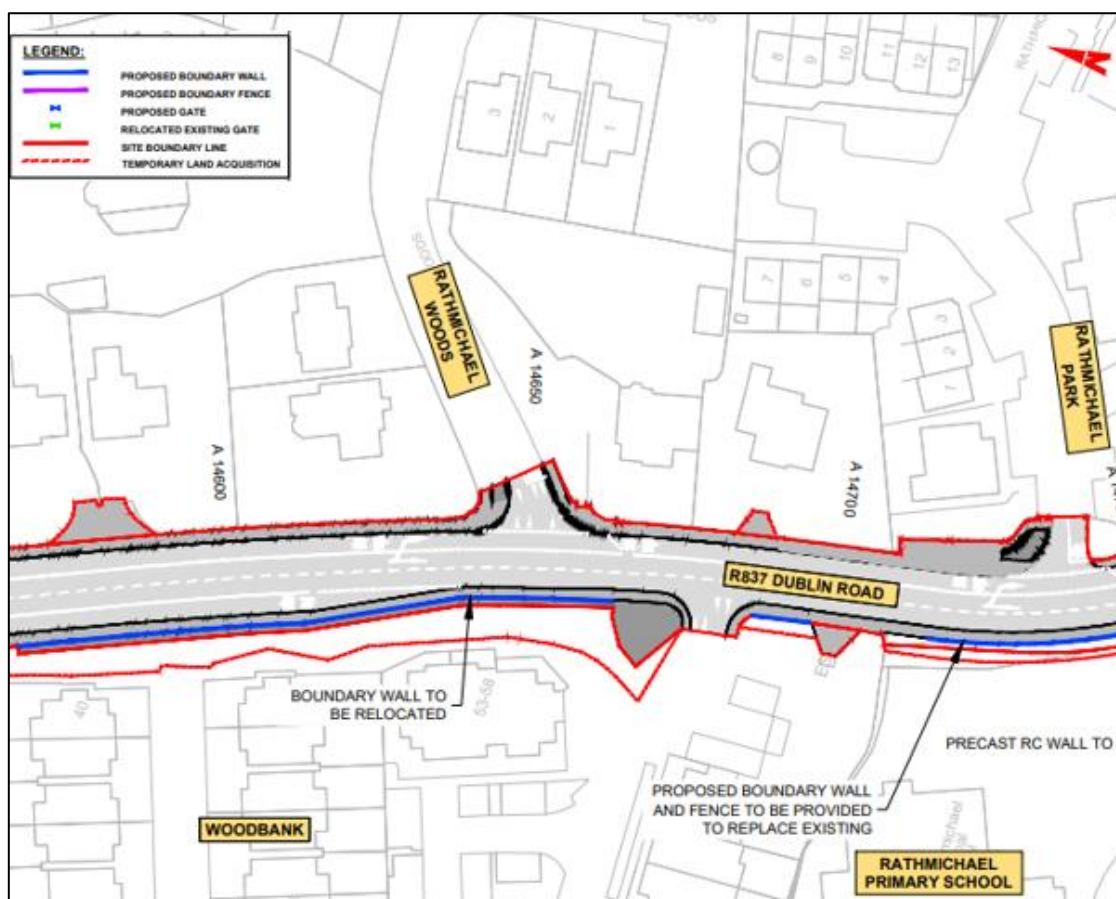 LEGEND:
PROPOSED BOUNDARY WALL
PROPOSED BOUNDARY FENCE
PROPOSED GATE
RELOCATED EXISTING GATE
SITE BOUNDARY LINE
TEMPORARY LAND ACQUISITION
8
9
10
11
12
13
N
3
2
1
RATHMICHAEL
WOODS
A 14650
7
6
5
4
3
2
1
RATHMICHAEL
PARK
A 14600
A 14700
R837 DUBLIN ROAD
BOUNDARY WALL TO
BE RELOCATED
40
53-58
PRECAST RC WALL TO
PROPOSED BOUNDARY WALL
AND FENCE TO BE PROVIDED
TO REPLACE EXISTING
WOODBANK
RATHMICHAEL
PRIMARY SCHOOL